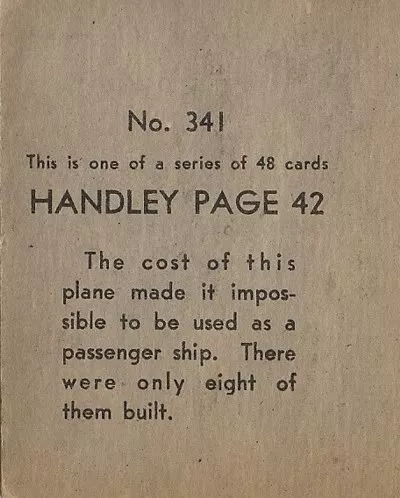 No. 341
This is one of a series of 48 cards
HANDLEY PAGE 42
The cost of this
plane made it impos-
sible to be used as a
passenger ship. There
were only eight of
them built.